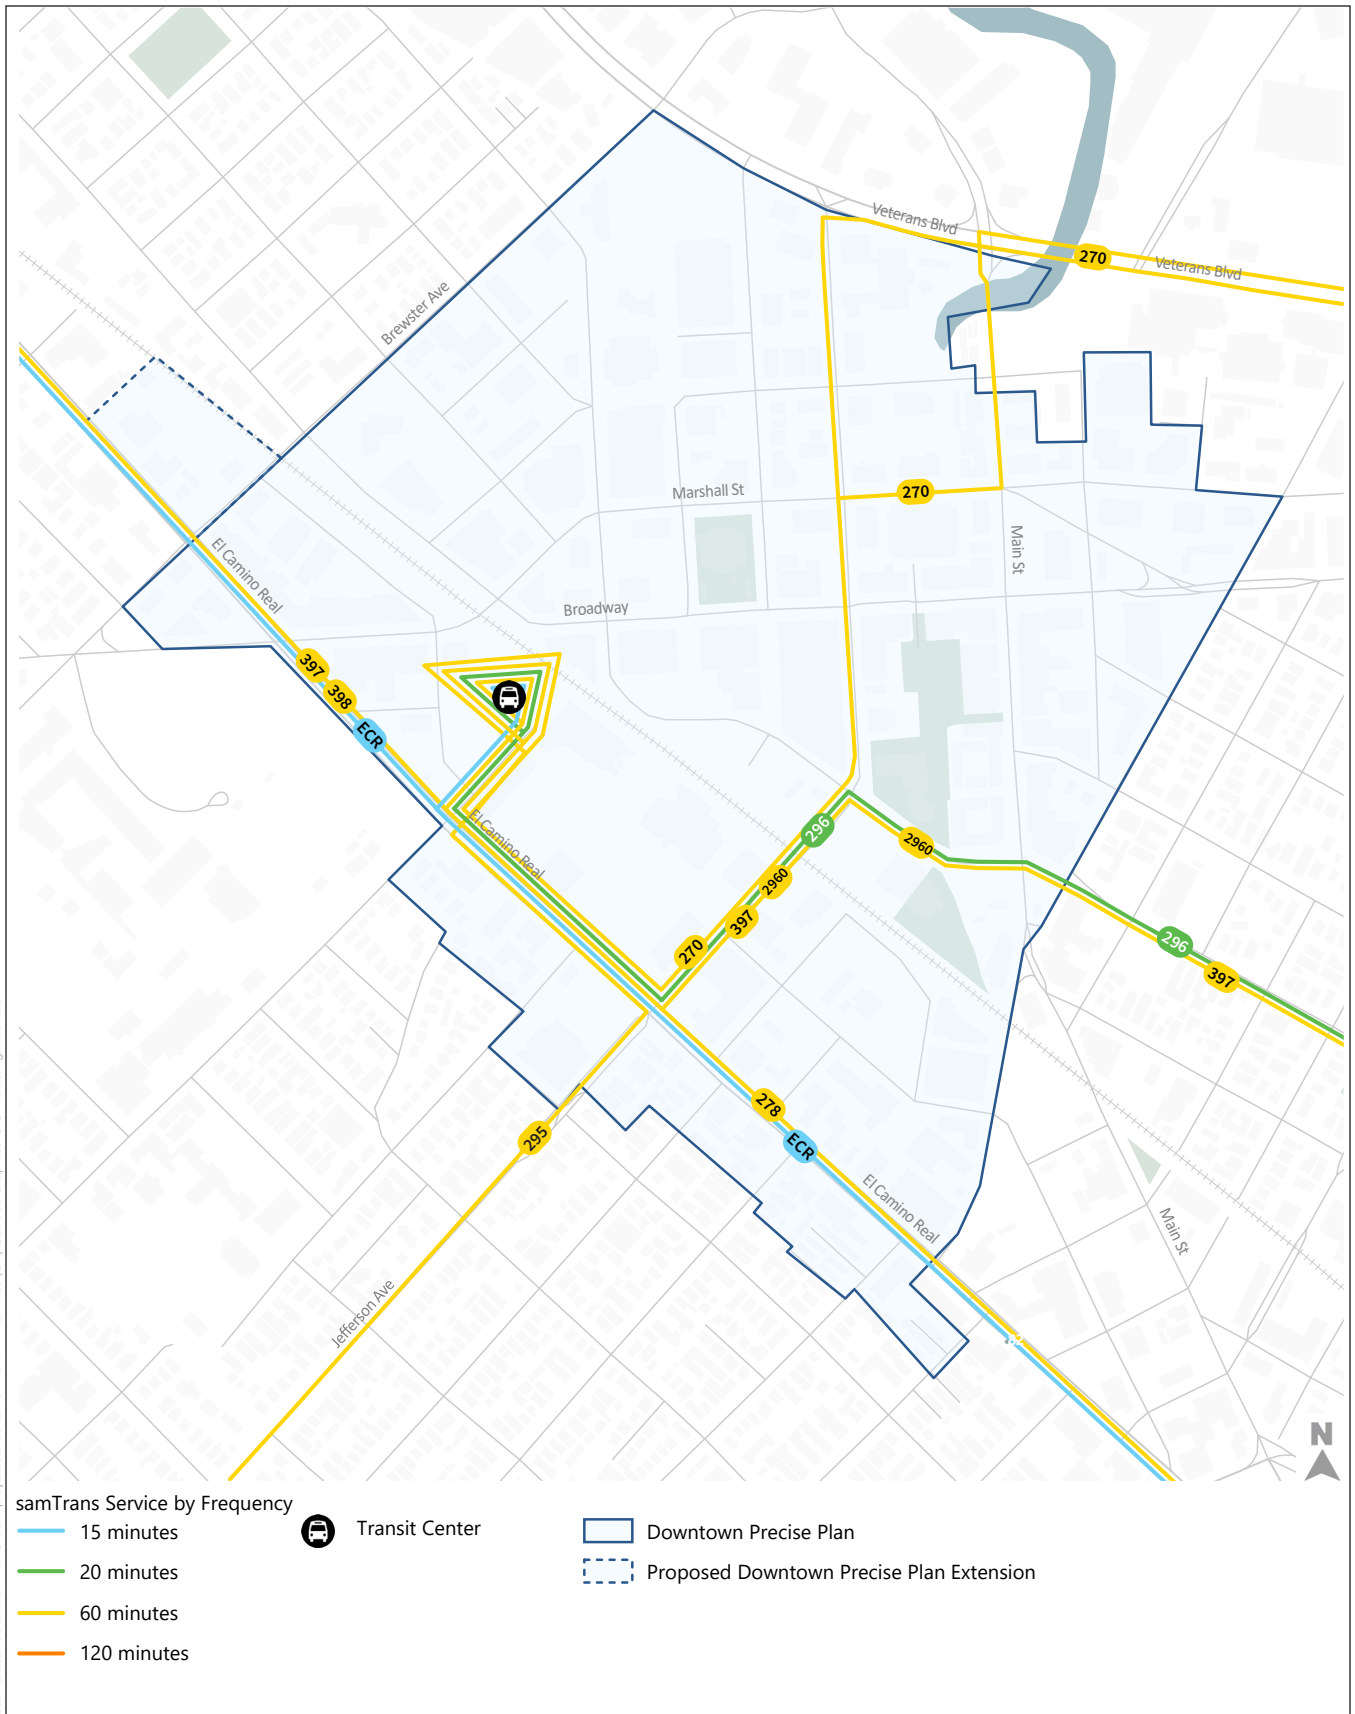 Veterans Blvd
270
Veterans Blvd
Brewster Ave
Marshall St
270
El Camino Real
Main St
Broadway
397
398
ECR
El Camino Real
296
2960
2960
397
270
296
397
278
295
ECR
El Camino Real
Main St
Jefferson Ave
82
N
samTrans Service by Frequency
15 minutes
20 minutes
60 minutes
120 minutes
Transit Center
Downtown Precise Plan
Proposed Downtown Precise Plan Extension